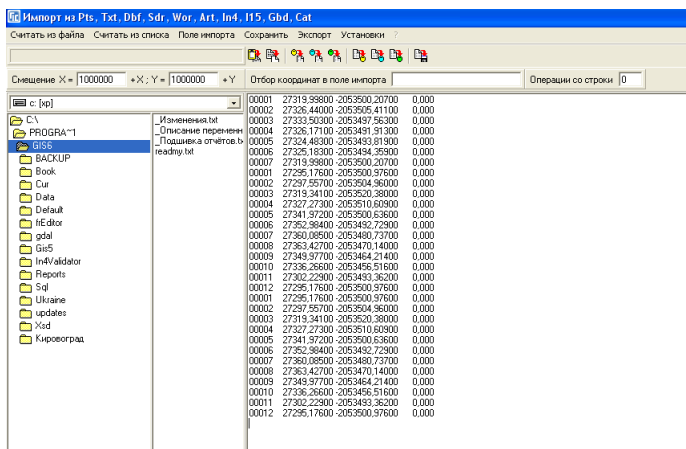 Импорт из Pts, Txt, Dbf, Sdr, Wor, Art, In4, I15, Gbd, Cat
Считать из файла Считать из списка Поле импорта Сохранить Экспорт Установки ?
Смещение X = 1000000 +X ; Y = 1000000 +Y Отбор координат в поле импорта Операции со строки 0
c: [xp]
C:\
PROGRA~1
GIS6
BACKUP
Book
Cur
Data
Default
frEditor
gdal
Gis5
In4Validator
Reports
Sql
Ukraine
updates
Xsd
Кировоград
_Изменения.txt
_Описание перемен
_Подшивка отчётов.tx
readmy.txt
00001 27319,99800 -2053500,20700 0,000
00002 27326,44000 -2053505,41100 0,000
00003 27333,50300 -2053497,56300 0,000
00004 27326,17100 -2053491,91300 0,000
00005 27324,48300 -2053493,81900 0,000
00006 27325,18300 -2053494,35900 0,000
00007 27319,99800 -2053500,20700 0,000
00001 27295,17600 -2053500,97600 0,000
00002 27297,55700 -2053504,96000 0,000
00003 27319,34100 -2053520,38000 0,000
00004 27327,27300 -2053510,60900 0,000
00005 27341,97200 -2053500,63600 0,000
00006 27352,98400 -2053492,72900 0,000
00007 27360,08500 -2053480,73700 0,000
00008 27363,42700 -2053470,14000 0,000
00009 27349,97700 -2053464,21400 0,000
00010 27336,26600 -2053456,51600 0,000
00011 27302,22900 -2053493,36200 0,000
00012 27295,17600 -2053500,97600 0,000
00001 27295,17600 -2053500,97600 0,000
00002 27297,55700 -2053504,96000 0,000
00003 27319,34100 -2053520,38000 0,000
00004 27327,27300 -2053510,60900 0,000
00005 27341,97200 -2053500,63600 0,000
00006 27352,98400 -2053492,72900 0,000
00007 27360,08500 -2053480,73700 0,000
00008 27363,42700 -2053470,14000 0,000
00009 27349,97700 -2053464,21400 0,000
00010 27336,26600 -2053456,51600 0,000
00011 27302,22900 -2053493,36200 0,000
00012 27295,17600 -2053500,97600 0,000